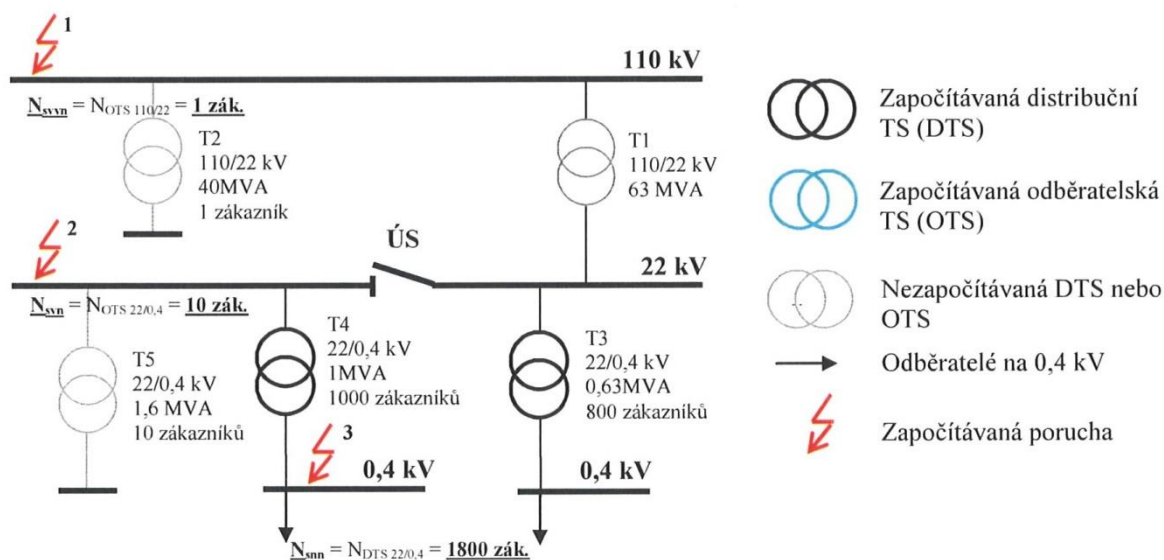 1
110 kV
N_svvn = N_OTS 110/22 = 1 zák.
T2
110/22 kV
40MVA
1 zákazník
T1
110/22 kV
63 MVA
2
ÚS
22 kV
N_svn = N_OTS 22/0,4 = 10 zák.
T5
22/0,4 kV
1,6 MVA
10 zákazníků
T4
22/0,4 kV
1MVA
1000 zákazníků
T3
22/0,4 kV
0,63MVA
800 zákazníků
3
0,4 kV
0,4 kV
N_snn = N_DTS 22/0,4 = 1800 zák.
Započítávaná distribuční
TS (DTS)
Započítávaná odběratelská
TS (OTS)
Nezapočítávaná DTS nebo
OTS
Odběratelé na 0,4 kV
Započítávaná porucha